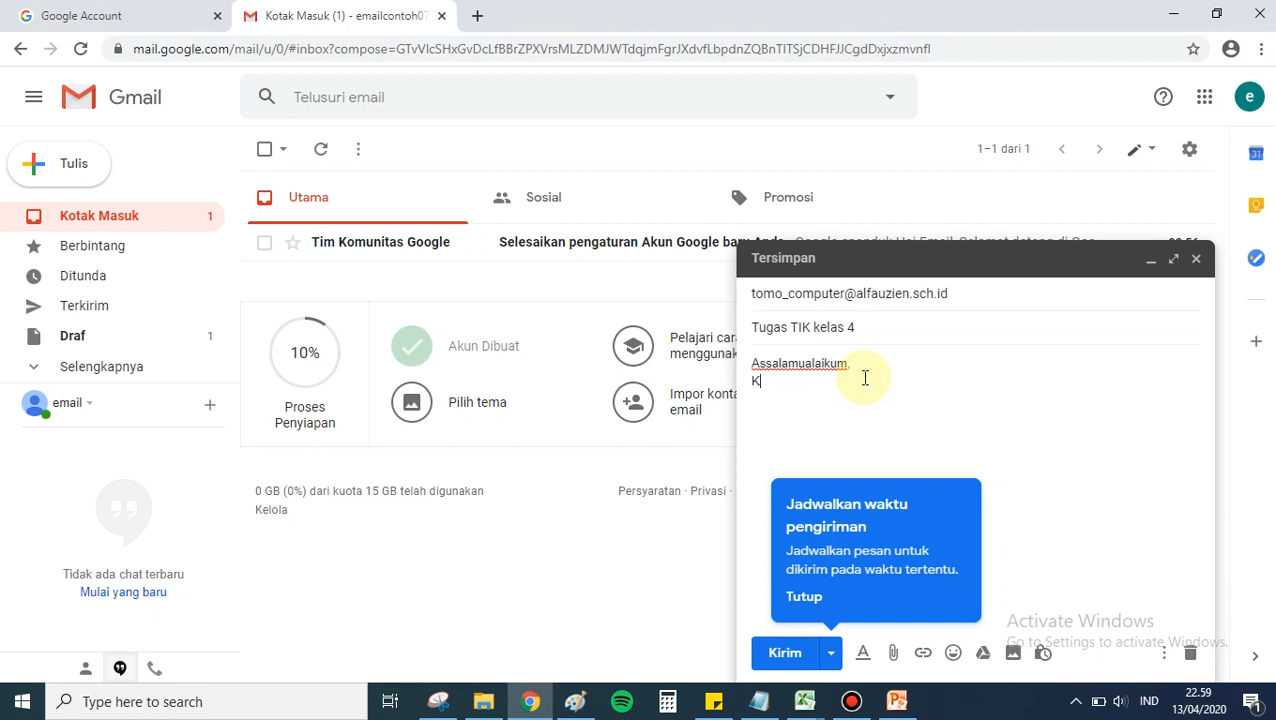 Google Account
Kotak Masuk (1) - emailcontoh07
mail.google.com/mail/u/0/#inbox?compose=GTvVlcSHxGvDcLfBBrZPXVrsMLZDMJWTdqjmFgrJXdvfLbpdnZQBnTlTSjCDHFJJCgdDxjxzmvnfl
Gmail
Telusuri email
e
Tulis
1–1 dari 1
Utama
Sosial
Promosi
Kotak Masuk 1
Berbintang
Ditunda
Terkirim
Draf 1
Selengkapnya
email
Tim Komunitas Google
Selesaikan pengaturan Akun Google baru Anda
10%
Proses
Penyiapan
Akun Dibuat
Pilih tema
Pelajari cara
menggunak
Impor konta
email
0 GB (0%) dari kuota 15 GB telah digunakan
Kelola
Persyaratan · Privasi ·
Tidak ada chat terbaru
Mulai yang baru
Tersimpan
tomo_computer@alfauzien.sch.id
Tugas TIK kelas 4
Assalamualaikum,
K
Jadwalkan waktu
pengiriman
Jadwalkan pesan untuk
dikirim pada waktu tertentu.
Tutup
Kirim
Activate Windows
Go to Settings to activate Windows.
Type here to search
IND
22.59
13/04/2020
1